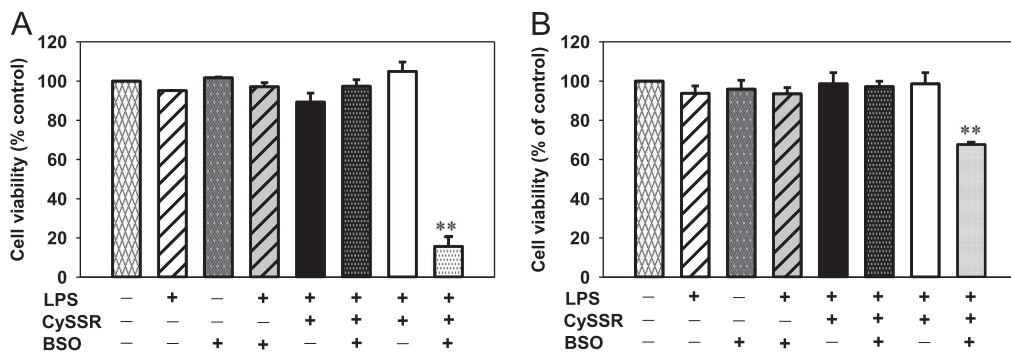 A
B
Cell viability (% control)
120
100
80
60
40
20
0
**
LPS − + − + + + + +
CySSR − − − − + + + +
BSO − − + + − + − +
Cell viability (% of control)
120
100
80
60
40
20
0
**
LPS − + − + + + + +
CySSR − − − − + + + +
BSO − − + + − + − +